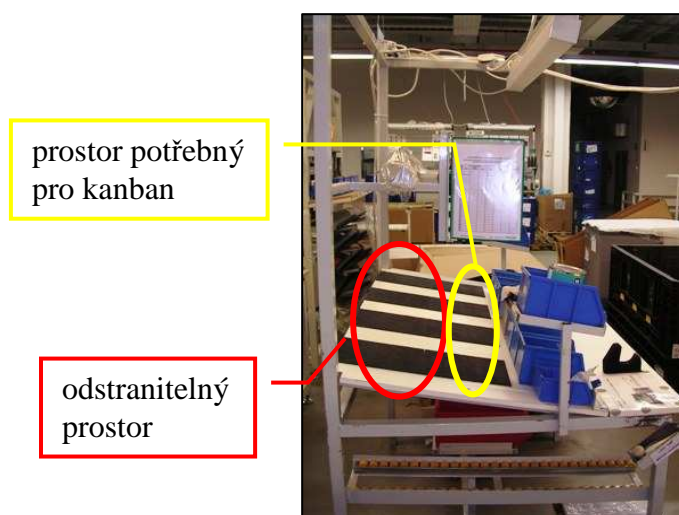 prostor potřebný
pro kanban
odstranitelný
prostor